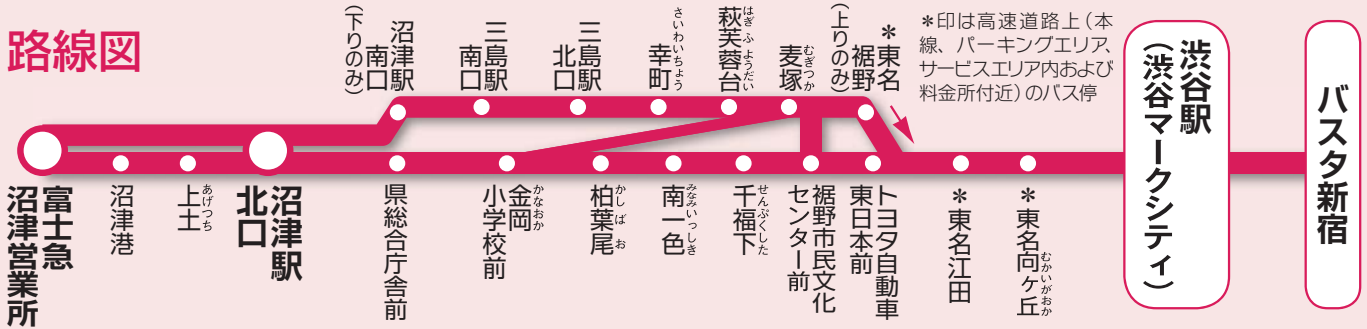 路線図
沼津駅
南口
(下りのみ)
三島駅
南口
三島駅
北口
さいわいちょう
幸町
はぎふようだい
萩芙蓉台
むぎつか
麦塚
*東名
裾野
(上りのみ)
*印は高速道路上(本
線、パーキングエリア、
サービスエリア内および
料金所付近)のバス停
富士急
沼津営業所
沼津港
あげつち
上土
沼津駅
北口
県総合庁舎前
かなおか
金岡
小学校前
かしばお
柏葉尾
みなみいっしき
南一色
せんぷくした
千福下
裾野市民文化
センター前
トヨタ自動車
東日本前
*東名江田
むかいがおか
*東名向ヶ丘
渋谷駅
(渋谷マークシティ)
バスタ新宿